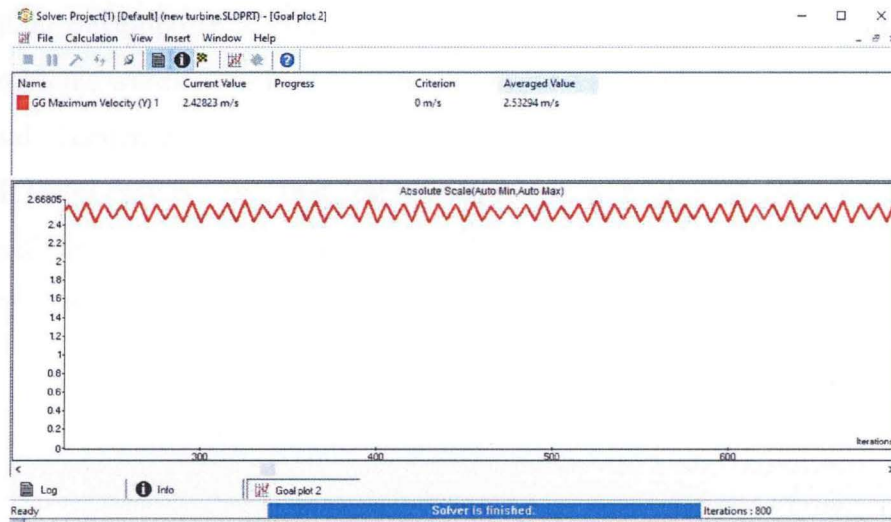 Solver: Project(1) [Default] (new turbine.SLDPRT) - [Goal plot 2]
File Calculation View Insert Window Help
Name Current Value Progress Criterion Averaged Value
GG Maximum Velocity (Y) 1 2.42823 m/s 0 m/s 2.53294 m/s
Absolute Scale(Auto Min,Auto Max)
2.66805
2.4
2.2
2
1.8
1.6
1.4
1.2
1
0.8
0.6
0.4
0.2
0
Iterations
300 400 500 600
Log Info Goal plot 2
Ready Solver is finished. Iterations : 800